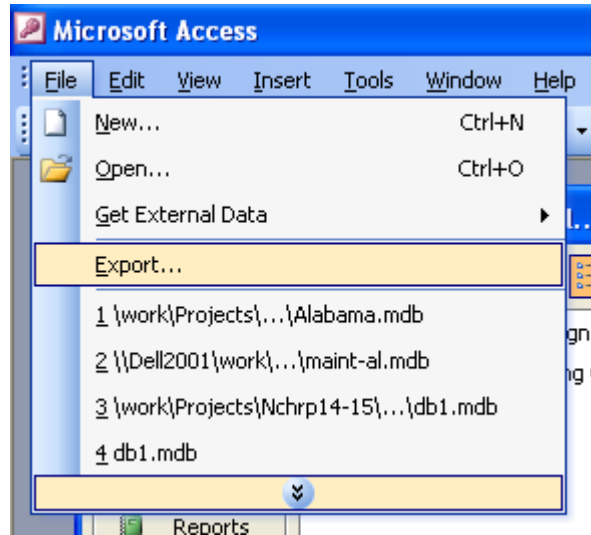 Microsoft Access
File Edit View Insert Tools Window Help
New... Ctrl+N
Open... Ctrl+O
Get External Data
Export...
1 \work\Projects\...\Alabama.mdb
2 \\Dell2001\work\...\maint-al.mdb
3 \work\Projects\Nchrp14-15\...\db1.mdb
4 db1.mdb
Reports